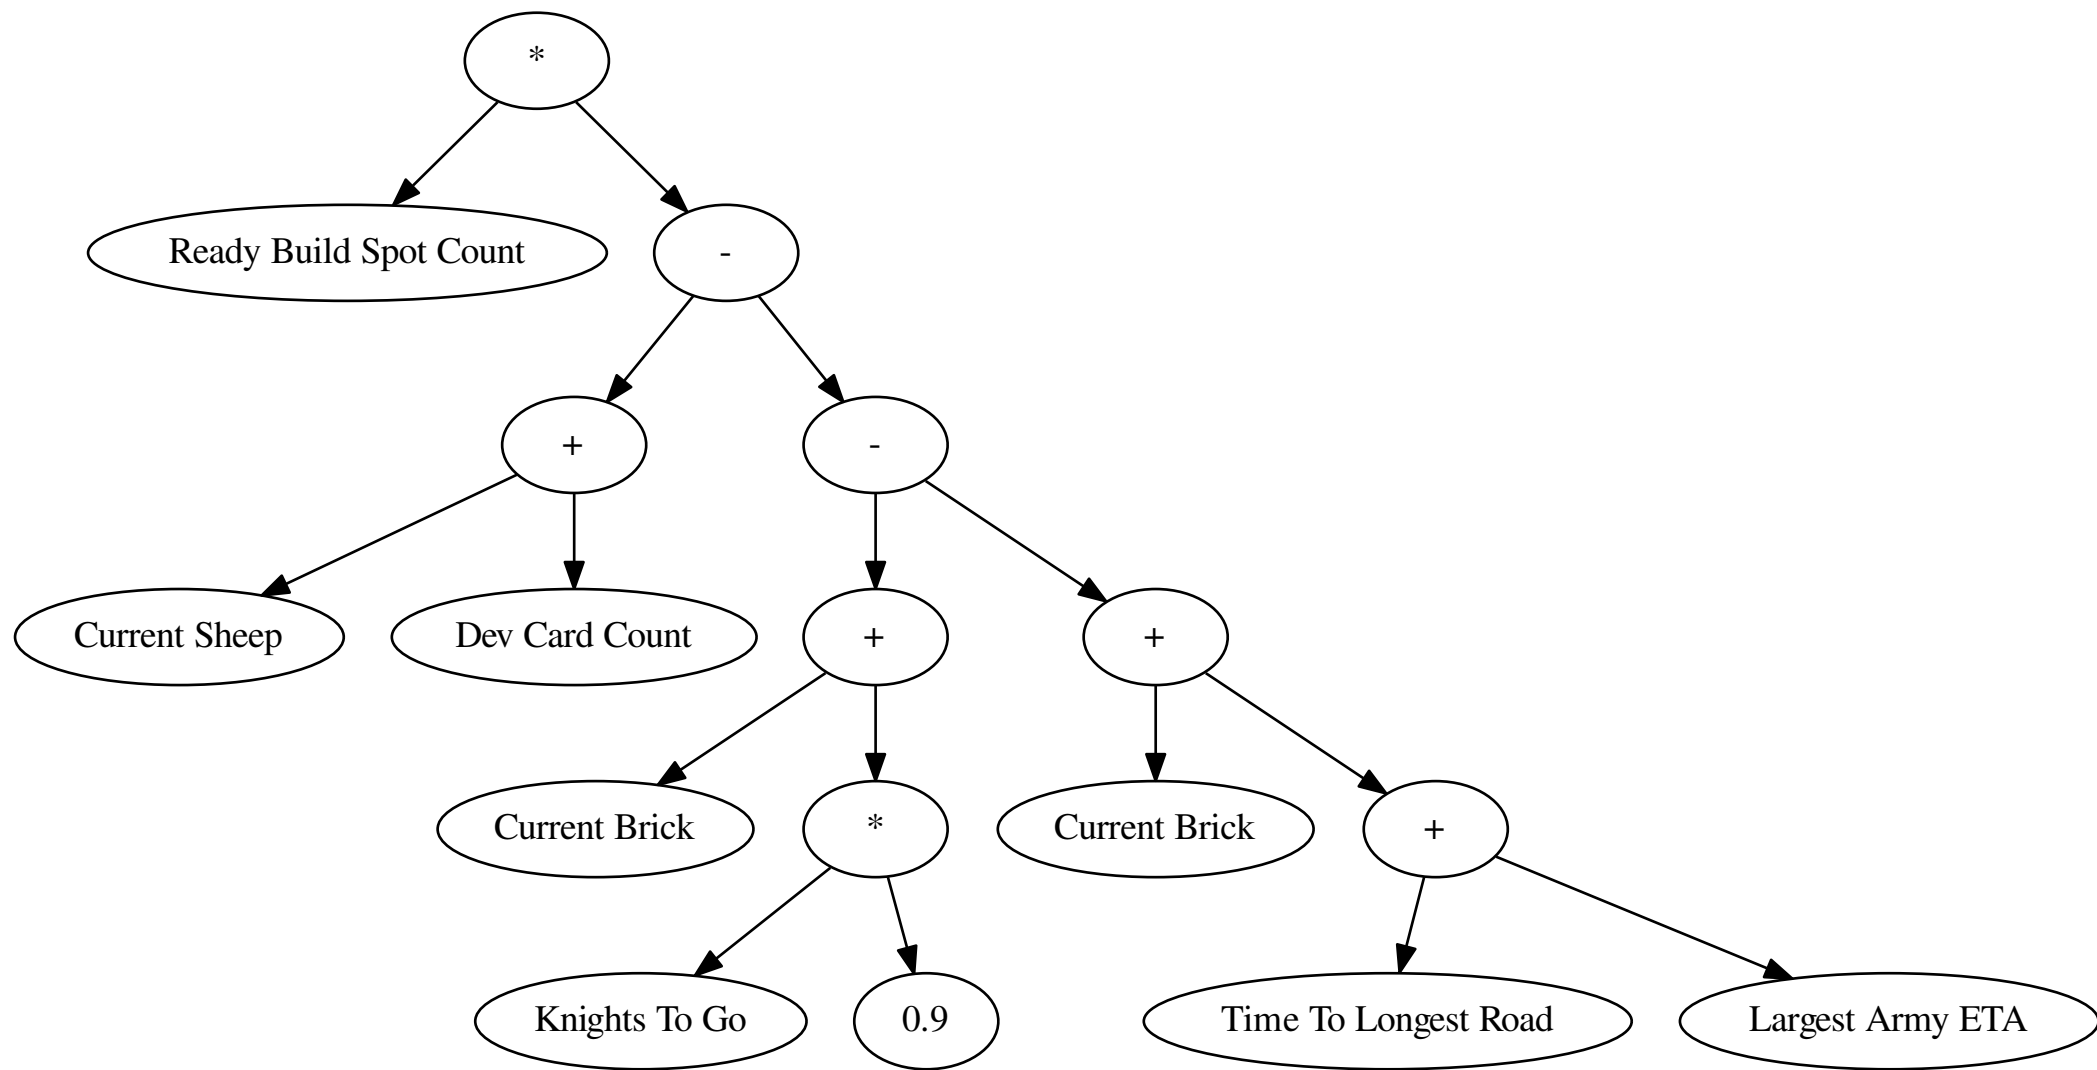 *
Ready Build Spot Count
-
+
-
Current Sheep
Dev Card Count
+
+
Current Brick
*
Current Brick
+
Knights To Go
0.9
Time To Longest Road
Largest Army ETA